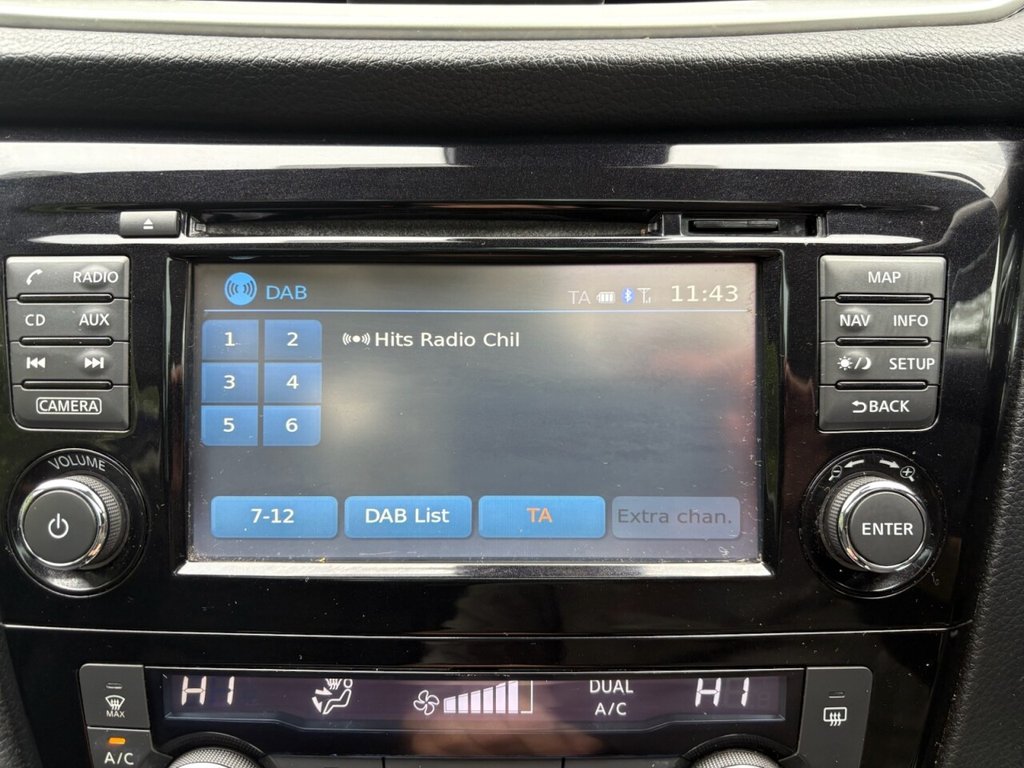 RADIO
CD AUX
CAMERA
VOLUME
DAB TA 11:43
1 2 Hits Radio Chil
3 4
5 6
7-12 DAB List TA Extra chan.
MAP
NAV INFO
SETUP
BACK
ENTER
MAX
A/C
HI DUAL HI
A/C